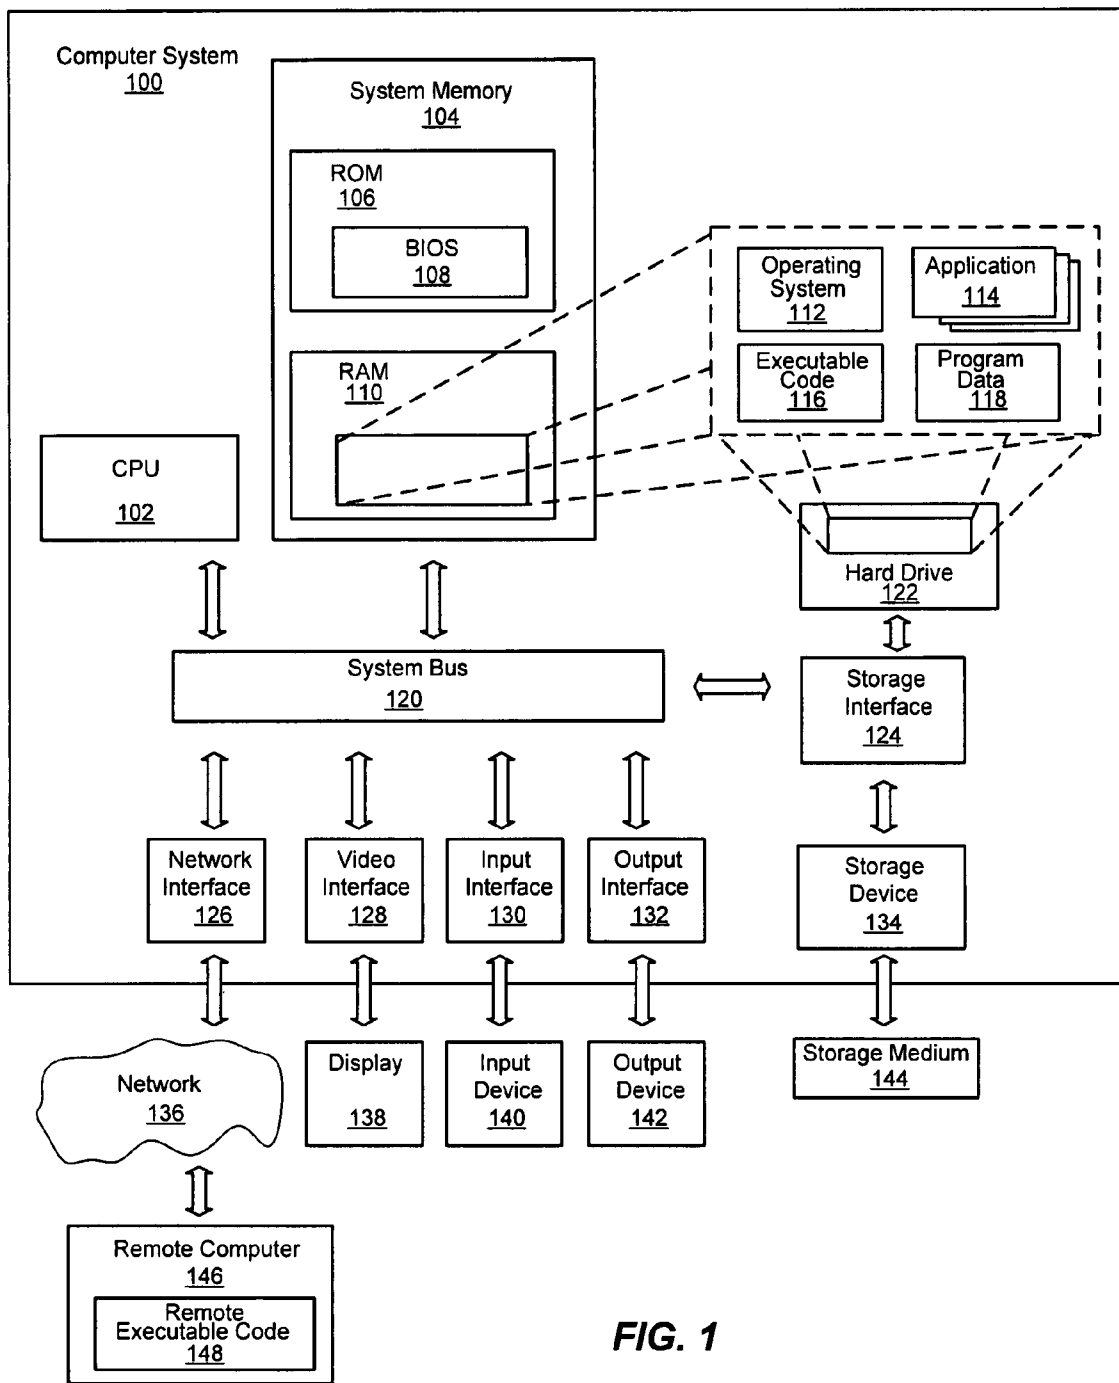 Computer System
100
System Memory
104
ROM
106
BIOS
108
RAM
110
Operating
System
112
Application
114
Executable
Code
116
Program
Data
118
CPU
102
Hard Drive
122
System Bus
120
Storage
Interface
124
Network
Interface
126
Video
Interface
128
Input
Interface
130
Output
Interface
132
Storage
Device
134
Network
136
Display
138
Input
Device
140
Output
Device
142
Storage Medium
144
Remote Computer
146
Remote
Executable Code
148
FIG. 1